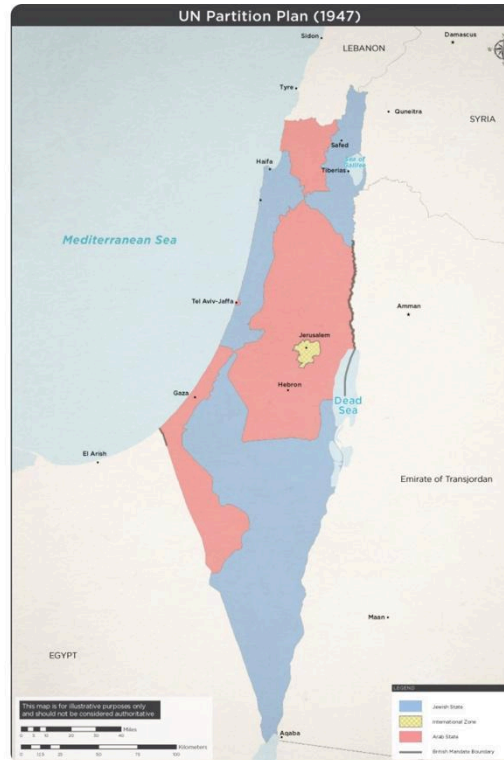 UN Partition Plan (1947)
Damascus
Sidon
LEBANON
Tyre
Quneitra
SYRIA
Safed
Sea of
Galilee
Haifa
Tiberias
Mediterranean Sea
Tel Aviv-Jaffa
Amman
Jerusalem
Gaza
Habron
Dead
Sea
El Arish
Emirate of Transjordan
Maan
EGYPT
This map is for illustrative purposes only
and should not be considered authoritative.
Miles
Kilometers
Aqaba
LEGEND
Jewish State
International Zone
Arab State
British Mandate Boundary